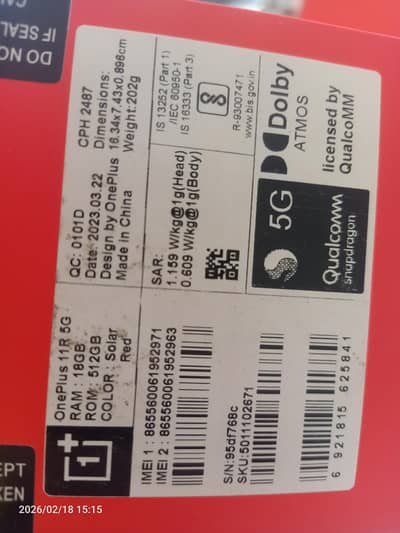 DO NO
IF SEAL
OnePlus 11R 5G
RAM : 18GB
ROM: 512GB
COLOR : Solar
Red
QC: 0101D
Date: 2023.03.22
Design by OnePlus
Made in China
CPH 2487
Dimensions:
16.34x7.43x0.896cm
Weight:202g
IMEI 1 : 865560061952971
IMEI 2 : 865560061952963
SAR:
1.159 W/kg@1g(Head)
0.609 W/kg@1g(Body)
IS 13252 (Part 1)
/IEC 60950-1
IS 16333 (Part 3)
R-93007471
www.bis.gov.in
S/N:95df768c
SKU:5011102671
6 921815 625841
5G
Qualcomm
snapdragon
Dolby
ATMOS
licensed by
QualcoMM
EPT
KEN
2026/02/18 15:15